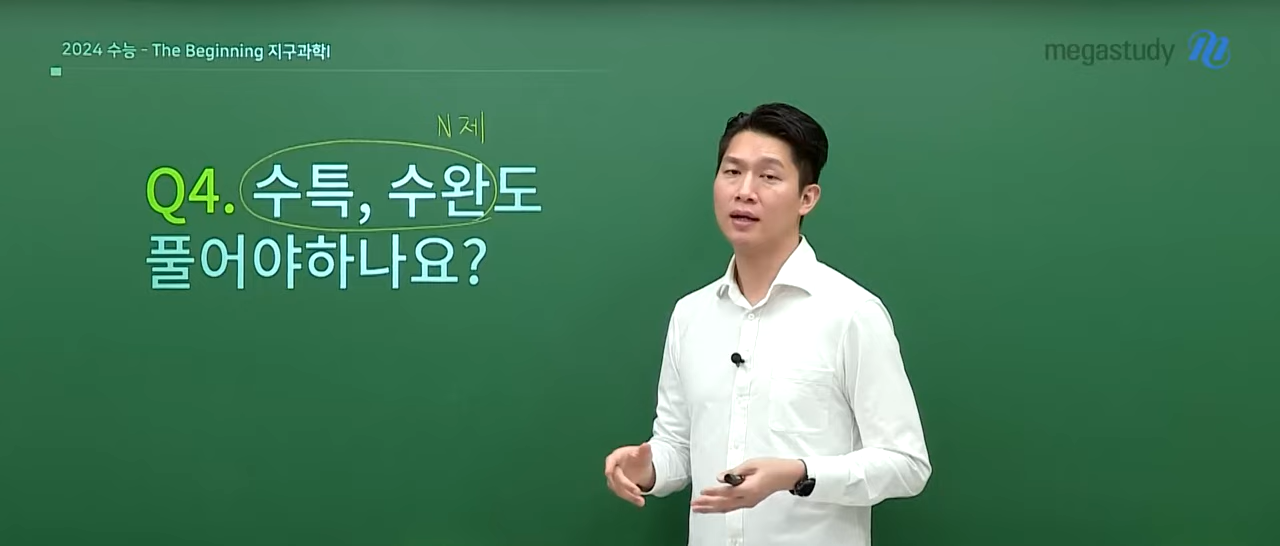 2024 수능 - The Beginning 지구과학I
megastudy
N제
Q4. 수특, 수완도
풀어야하나요?